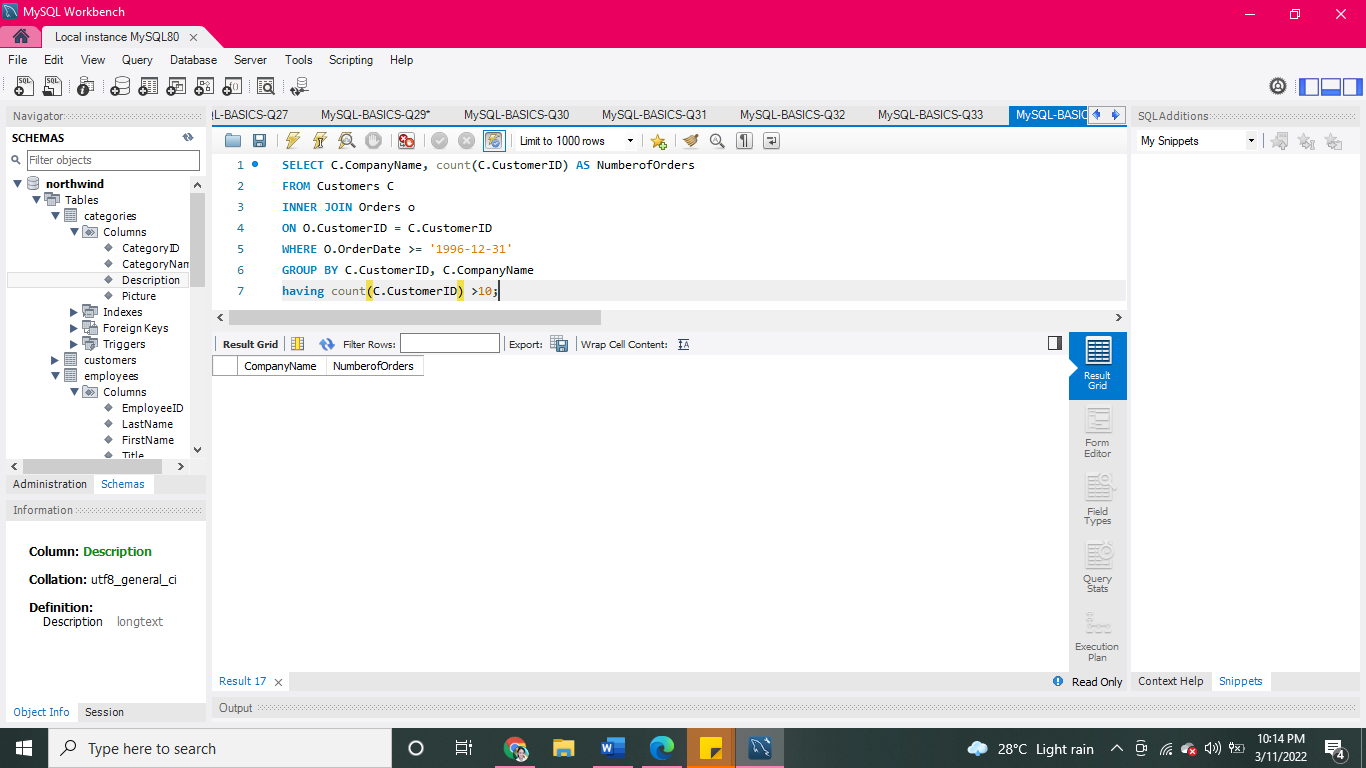 MySQL Workbench
Local instance MySQL80
File Edit View Query Database Server Tools Scripting Help
Navigator
SCHEMAS
Filter objects
northwind
Tables
categories
Columns
CategoryID
CategoryNam
Description
Picture
Indexes
Foreign Keys
Triggers
customers
employees
Columns
EmployeeID
LastName
FirstName
Title
Administration Schemas
Information
Column: Description
Collation: utf8_general_ci
Definition:
Description longtext
Object Info Session
L-BASICS-Q27 MySQL-BASICS-Q29* MySQL-BASICS-Q30 MySQL-BASICS-Q31 MySQL-BASICS-Q32 MySQL-BASICS-Q33 MySQL-BASIC
Limit to 1000 rows
1 SELECT C.CompanyName, count(C.CustomerID) AS NumberofOrders
2 FROM Customers C
3 INNER JOIN Orders o
4 ON O.CustomerID = C.CustomerID
5 WHERE O.OrderDate >= '1996-12-31'
6 GROUP BY C.CustomerID, C.CompanyName
7 having count(C.CustomerID) >10;
Result Grid Filter Rows: Export: Wrap Cell Content:
CompanyName NumberofOrders
Result
Grid
Form
Editor
Field
Types
Query
Stats
Execution
Plan
Result 17
Read Only
Output
SQLAdditions
My Snippets
Context Help Snippets
Type here to search
28°C Light rain
10:14 PM
3/11/2022
4